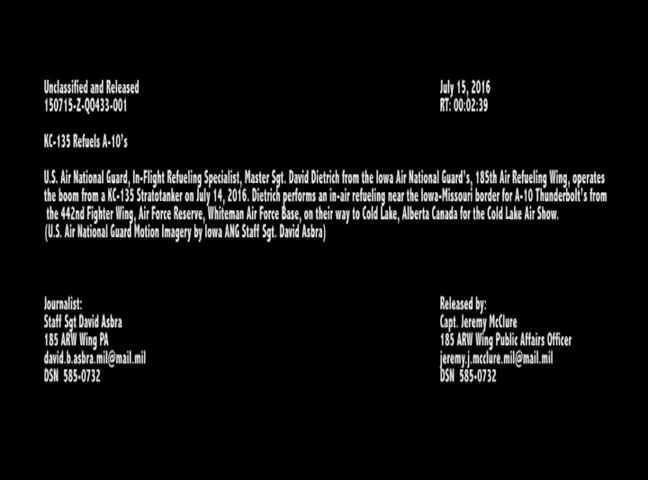 Unclassified and Released
July 15, 2016
150715-Z-QO433-001
RT: 00:02:39
KC-135 Refuels A-10's
U.S. Air National Guard, In-Flight Refueling Specialist, Master Sgt. David Dietrich from the Iowa Air National Guard's, 185th Air Refueling Wing, operates
the boom from a KC-135 Stratotanker on July 14, 2016. Dietrich performs an in-air refueling near the Iowa-Missouri border for A-10 Thunderbolt's from
the 442nd Fighter Wing, Air Force Reserve, Whiteman Air Force Base, on their way to Cold Lake, Alberta Canada for the Cold Lake Air Show.
(U.S. Air National Guard Motion Imagery by Iowa ANG Staff Sgt. David Asbra)
Journalist:
Staff Sgt David Asbra
185 ARW Wing PA
david.b.asbra.mil@mail.mil
DSN 585-0732
Released by:
Capt. Jeremy McClure
185 ARW Wing Public Affairs Officer
jeremy.j.mcclure.mil@mail.mil
DSN 585-0732